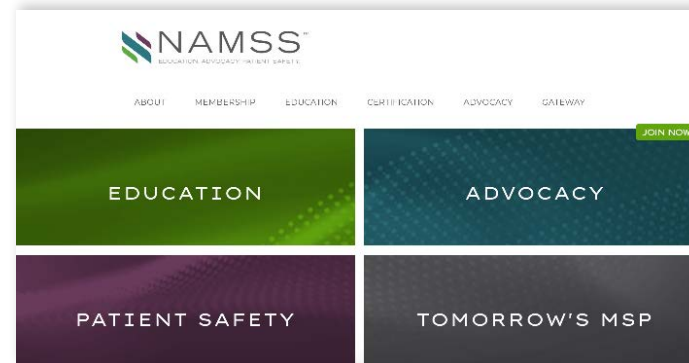 NAMSS
EDUCATION. ADVOCACY. PATIENT SAFETY.
ABOUT MEMBERSHIP EDUCATION CERTIFICATION ADVOCACY GATEWAY
JOIN NOW
EDUCATION ADVOCACY
PATIENT SAFETY TOMORROW'S MSP